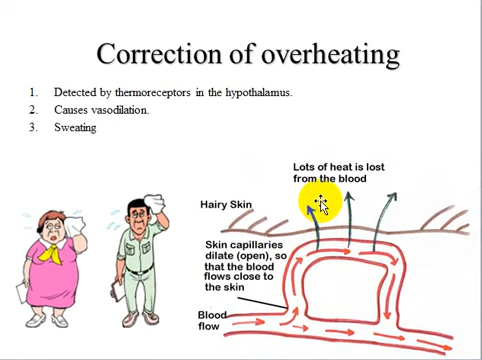 Correction of overheating
1. Detected by thermoreceptors in the hypothalamus.
2. Causes vasodilation.
3. Sweating
Lots of heat is lost
from the blood
Hairy Skin
Skin capillaries
dilate (open), so
that the blood
flows close to
the skin
Blood
flow